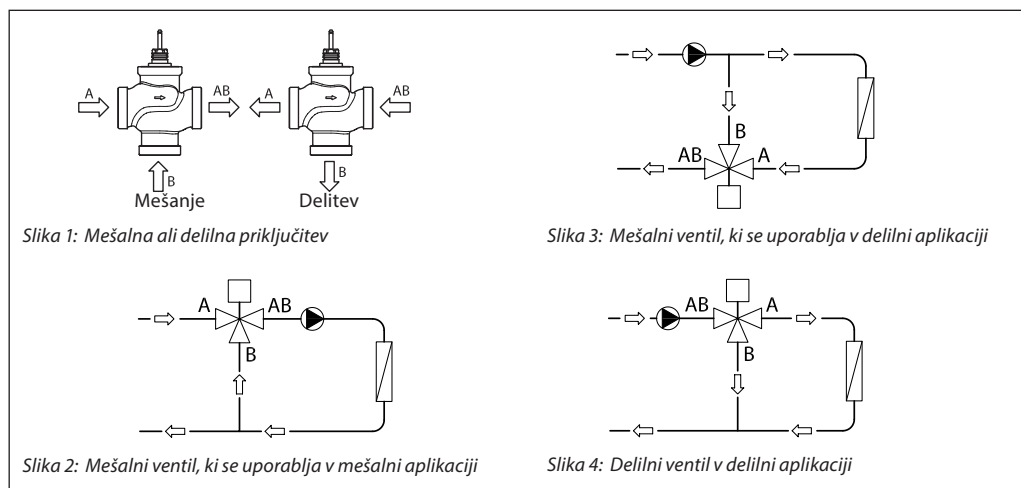 A
AB
B
Mešanje
A
AB
B
Delitev
Slika 1: Mešalna ali delilna priključitev
B
AB
A
Slika 3: Mešalni ventil, ki se uporablja v delilni aplikaciji
A
AB
B
Slika 2: Mešalni ventil, ki se uporablja v mešalni aplikaciji
AB
A
B
Slika 4: Delilni ventil v delilni aplikaciji